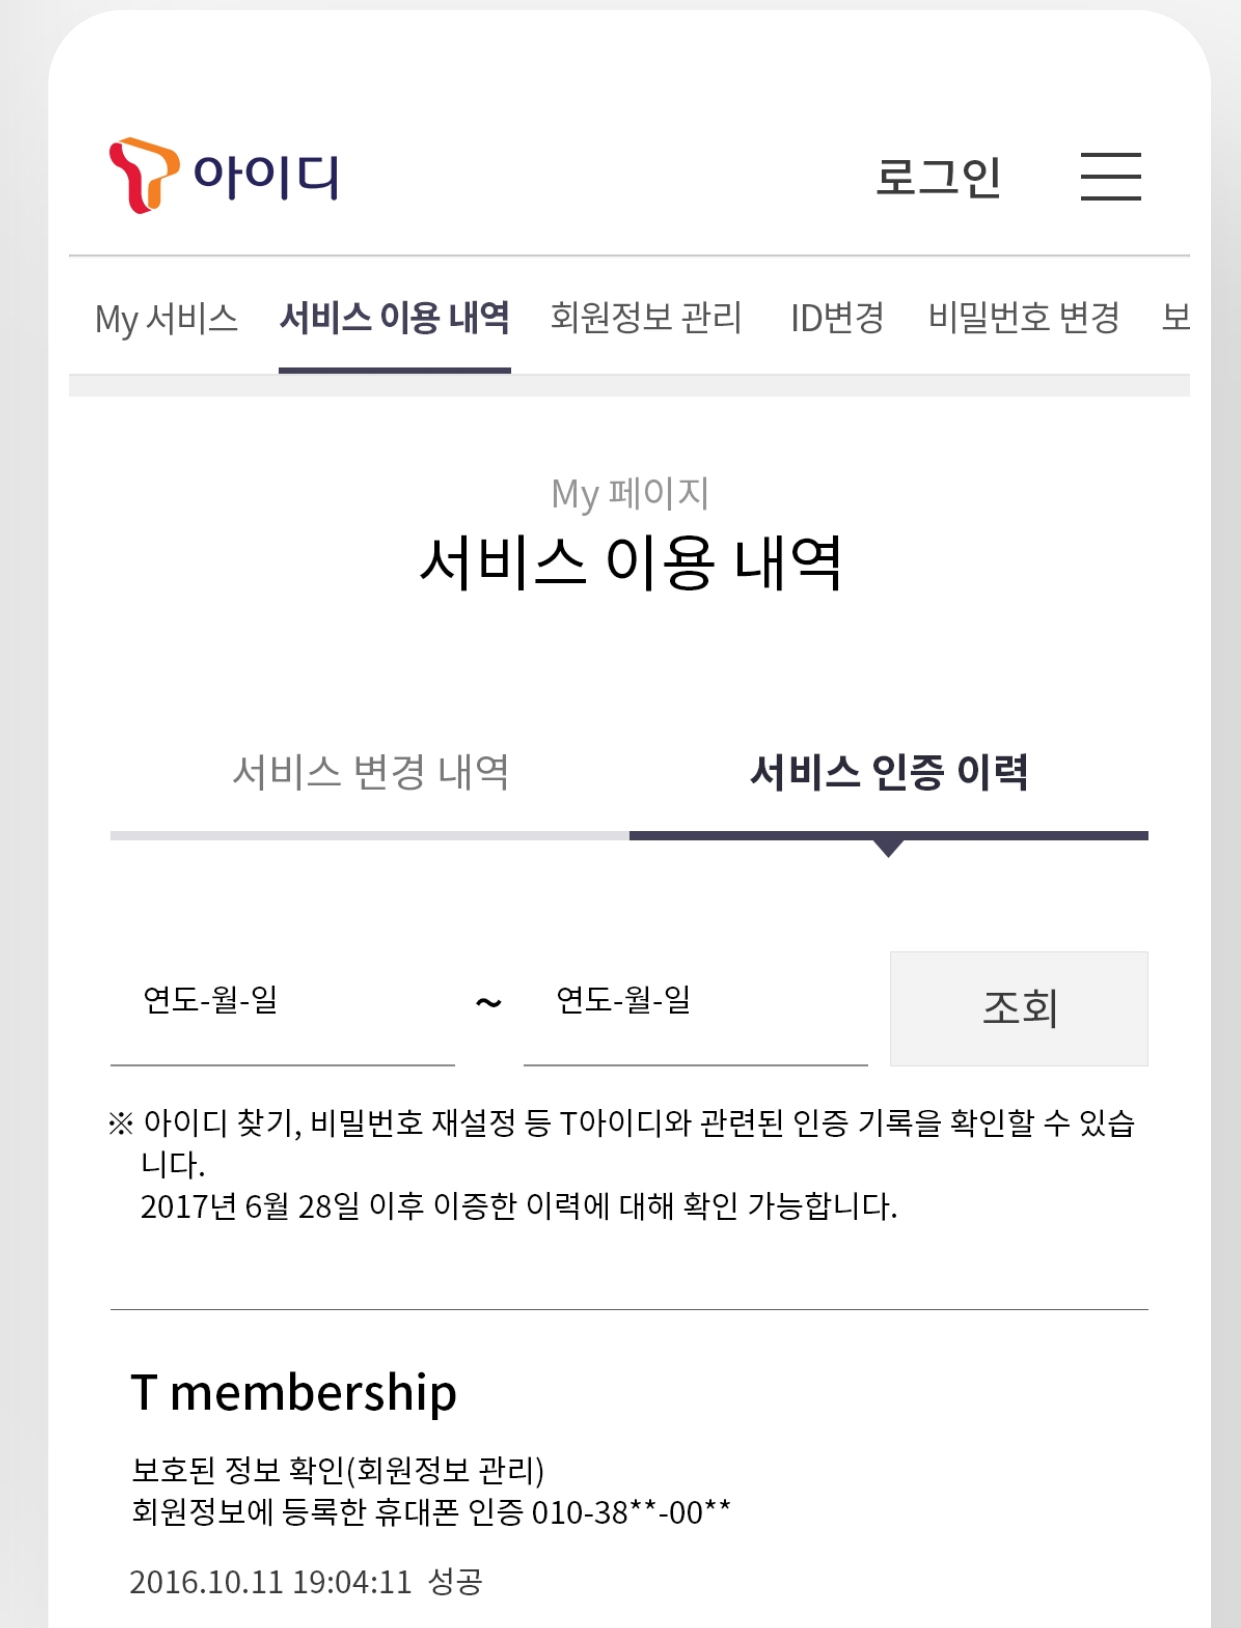 아이디
로그인
My 서비스 서비스 이용 내역 회원정보 관리 ID변경 비밀번호 변경 보
My 페이지
서비스 이용 내역
서비스 변경 내역 서비스 인증 이력
연도-월-일 ~ 연도-월-일 조회
※ 아이디 찾기, 비밀번호 재설정 등 T아이디와 관련된 인증 기록을 확인할 수 있습
니다.
2017년 6월 28일 이후 이증한 이력에 대해 확인 가능합니다.
T membership
보호된 정보 확인(회원정보 관리)
회원정보에 등록한 휴대폰 인증 010-38**-00**
2016.10.11 19:04:11 성공